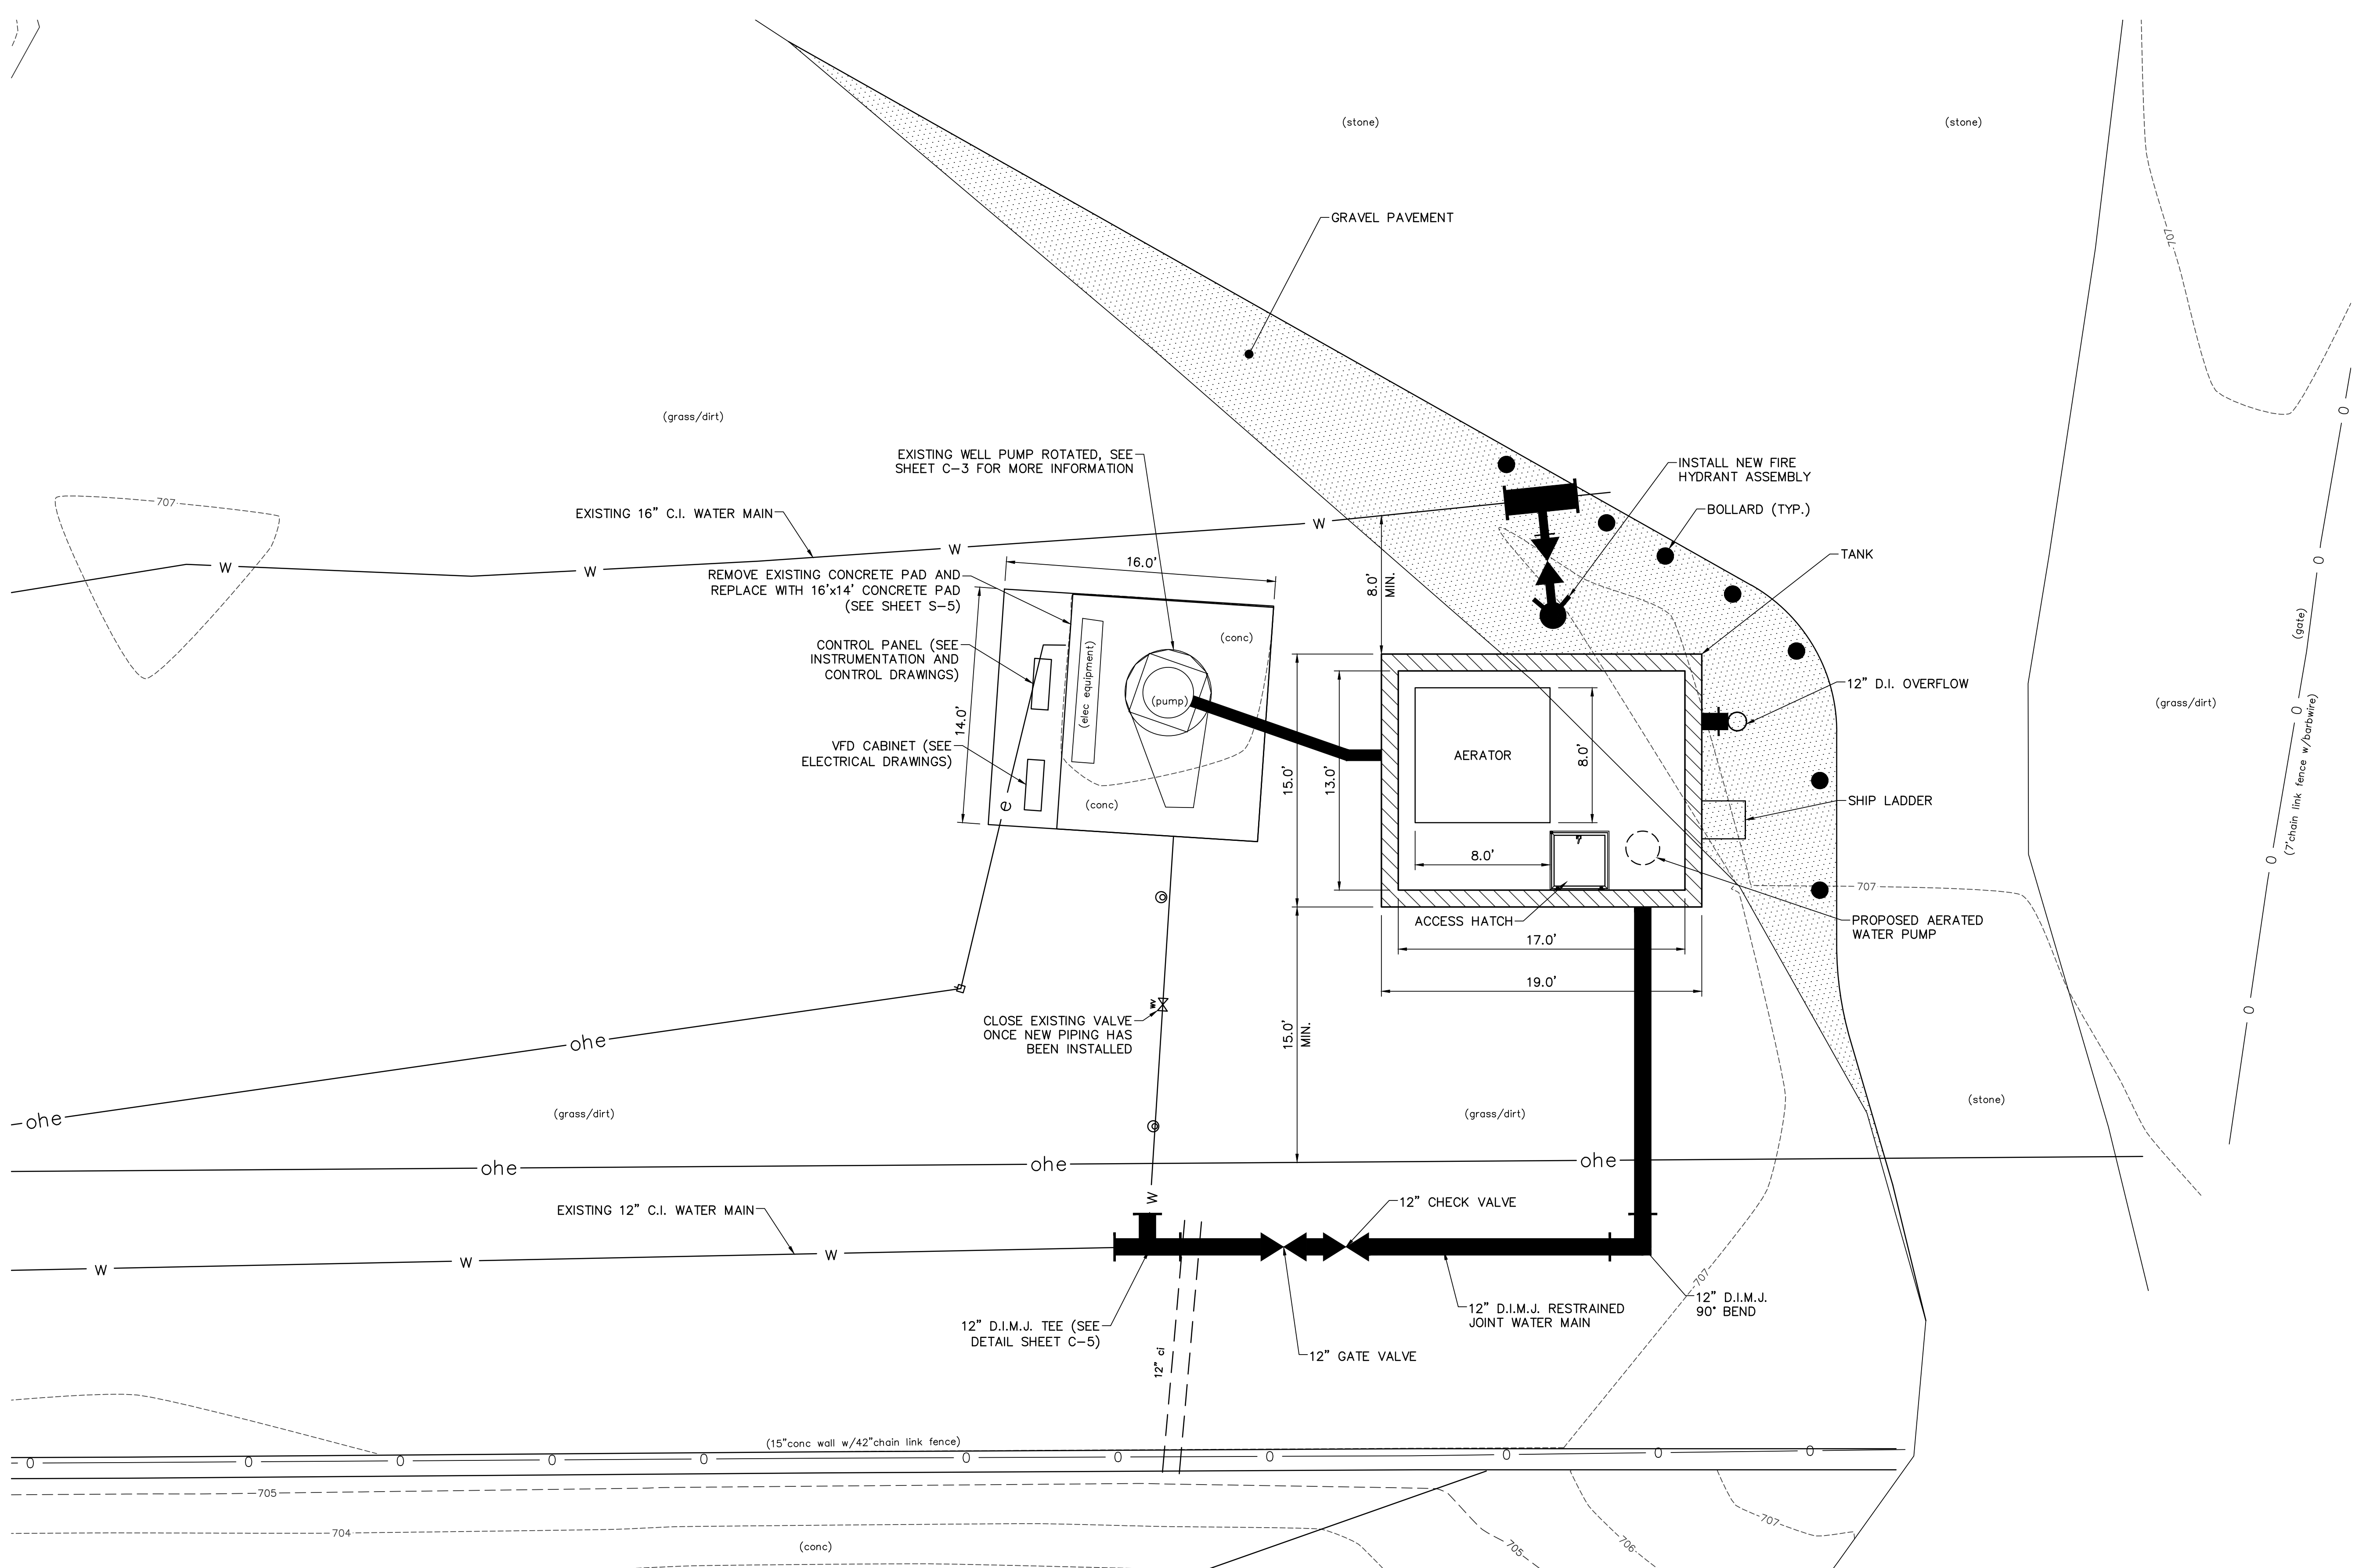 (stone)
(stone)
GRAVEL PAVEMENT
707
(grass/dirt)
EXISTING WELL PUMP ROTATED, SEE
SHEET C-3 FOR MORE INFORMATION
INSTALL NEW FIRE
HYDRANT ASSEMBLY
707
EXISTING 16" C.I. WATER MAIN
BOLLARD (TYP.)
W
W
W
W
TANK
16.0'
8.0'
MIN.
REMOVE EXISTING CONCRETE PAD AND
REPLACE WITH 16'x14' CONCRETE PAD
(SEE SHEET S-5)
(conc)
(gate)
CONTROL PANEL (SEE
INSTRUMENTATION AND
CONTROL DRAWINGS)
(elec equipment)
(pump)
12" D.I. OVERFLOW
(grass/dirt)
14.0'
VFD CABINET (SEE
ELECTRICAL DRAWINGS)
AERATOR
8.0'
15.0'
13.0'
(7'chain link fence w/barbwire)
e
(conc)
SHIP LADDER
8.0'
707
ACCESS HATCH
PROPOSED AERATED
WATER PUMP
17.0'
19.0'
wv
CLOSE EXISTING VALVE
ONCE NEW PIPING HAS
BEEN INSTALLED
15.0'
MIN.
ohe
ohe
(grass/dirt)
(grass/dirt)
(stone)
ohe
ohe
ohe
W
EXISTING 12" C.I. WATER MAIN
12" CHECK VALVE
W
W
W
707
12" D.I.M.J.
90° BEND
12" D.I.M.J. RESTRAINED
JOINT WATER MAIN
12" D.I.M.J. TEE (SEE
DETAIL SHEET C-5)
12" ci
12" GATE VALVE
(15"conc wall w/42"chain link fence)
705
704
(conc)
705
706
707